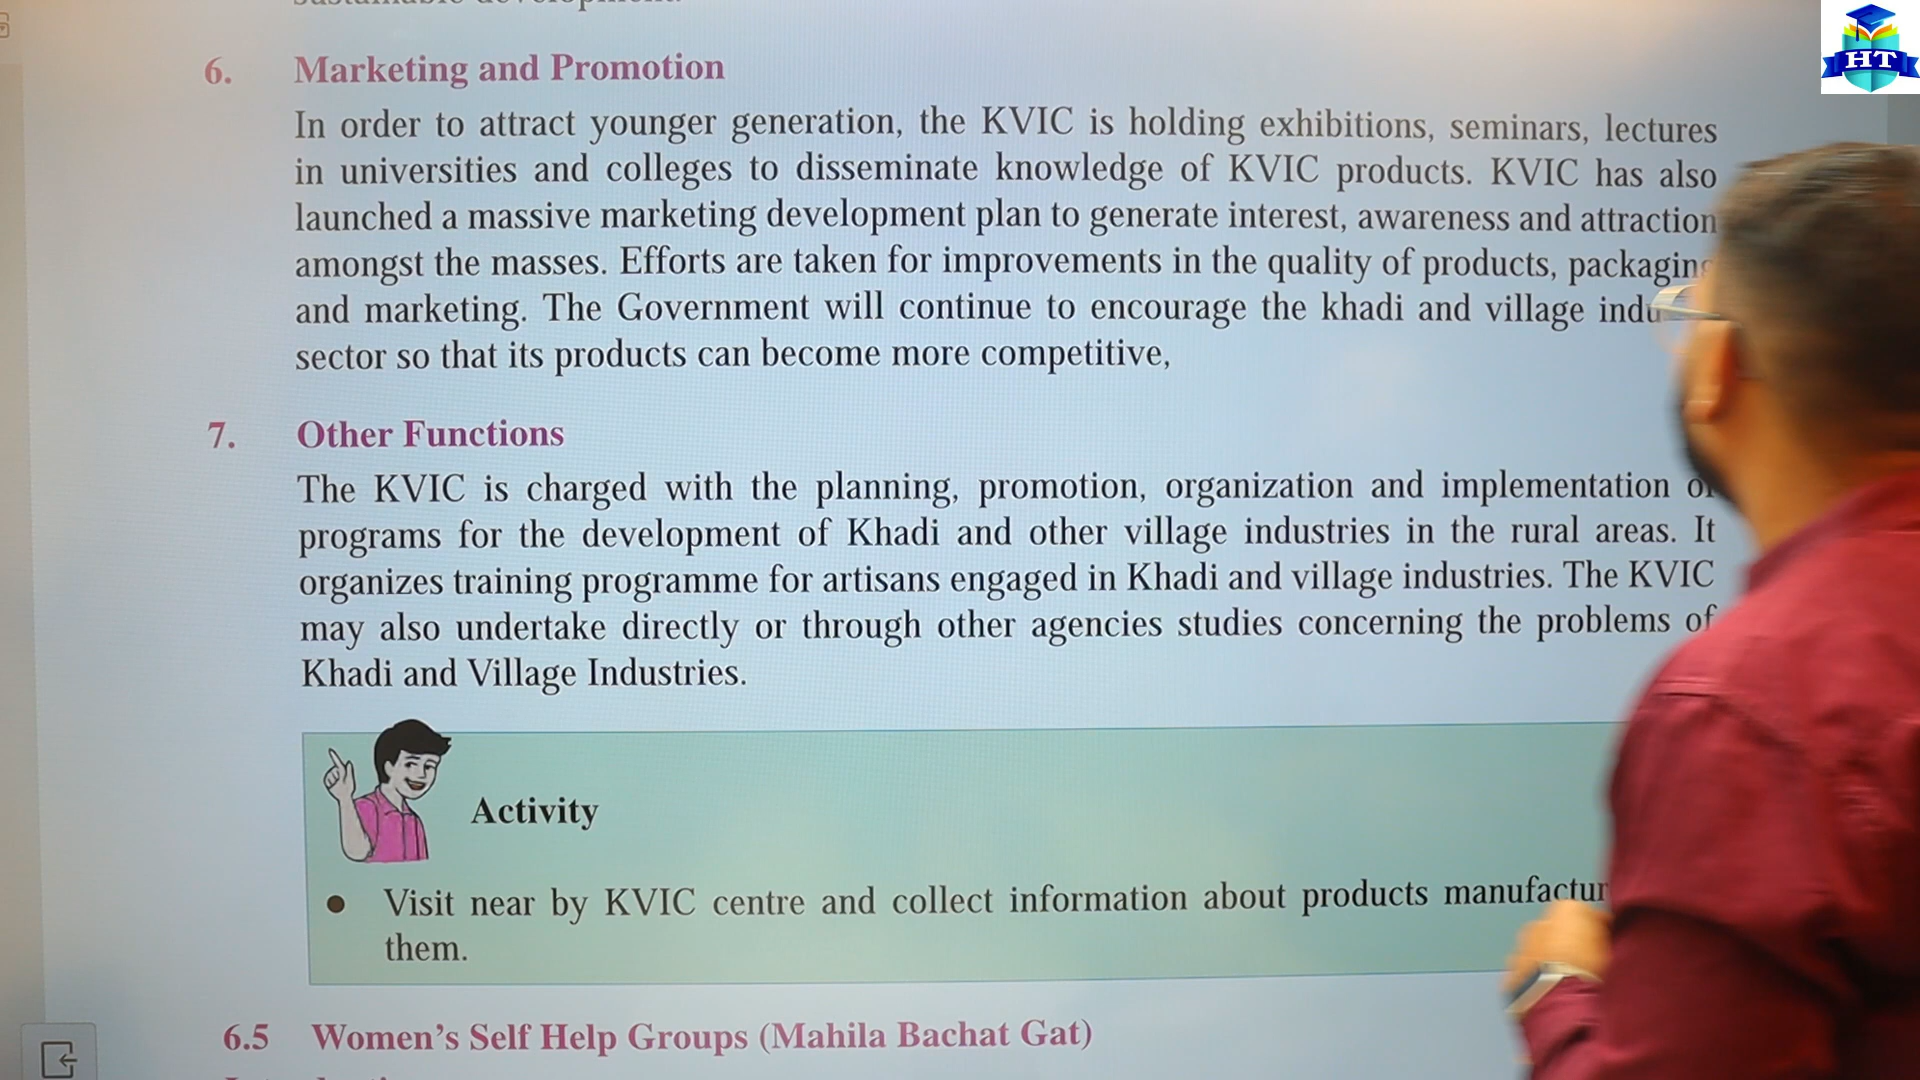 6. Marketing and Promotion
In order to attract younger generation, the KVIC is holding exhibitions, seminars, lectures
in universities and colleges to disseminate knowledge of KVIC products. KVIC has also
launched a massive marketing development plan to generate interest, awareness and attraction
amongst the masses. Efforts are taken for improvements in the quality of products, packaging
and marketing. The Government will continue to encourage the khadi and village
sector so that its products can become more competitive,
7. Other Functions
The KVIC is charged with the planning, promotion, organization and implementation of
programs for the development of Khadi and other village industries in the rural areas. It
organizes training programme for artisans engaged in Khadi and village industries. The KVIC
may also undertake directly or through other agencies studies concerning the problems of
Khadi and Village Industries.
Activity
● Visit near by KVIC centre and collect information about products
them.
6.5 Women's Self Help Groups (Mahila Bachat Gat)
HT